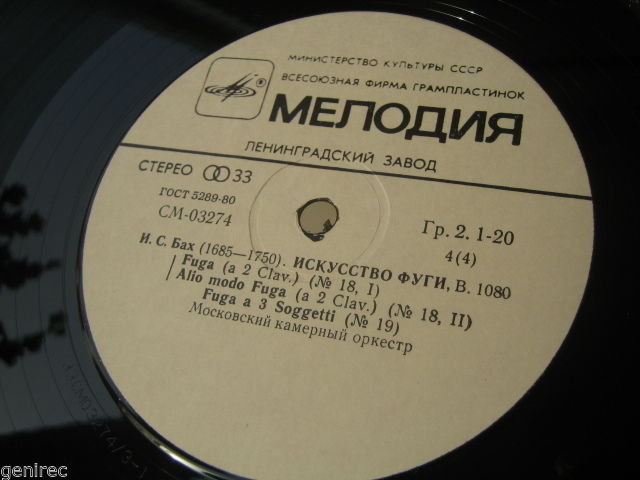 МИНИСТЕРСТВО КУЛЬТУРЫ СССР
ВСЕСОЮЗНАЯ ФИРМА ГРАМПЛАСТИНОК
®
МЕЛОДИЯ
ЛЕНИНГРАДСКИЙ ЗАВОД
СТЕРЕО 33
ГОСТ 5289-80
СМ-03274
Гр. 2. 1-20
4(4)
И. С. Бах (1685—1750). ИСКУССТВО ФУГИ, В. 1080
Fuga (a 2 Clav.) (№ 18, I)
Alio modo Fuga (a 2 Clav.) (№ 18, II)
Fuga a 3 Soggetti (№ 19)
Московский камерный оркестр
genirec